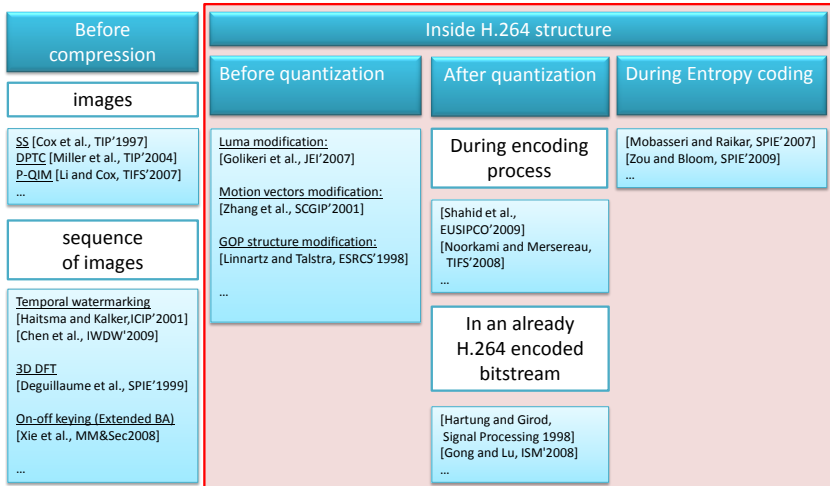 Before
compression
images
SS [Cox et al., TIP'1997]
DPTC [Miller et al., TIP'2004]
P-QIM [Li and Cox, TIFS'2007]
...
sequence
of images
Temporal watermarking
[Haitsma and Kalker,ICIP'2001]
[Chen et al., IWDW'2009]
3D DFT
[Deguillaume et al., SPIE'1999]
On-off keying (Extended BA)
[Xie et al., MM&Sec2008]
...
Inside H.264 structure
Before quantization
Luma modification:
[Golikeri et al., JEI'2007]
Motion vectors modification:
[Zhang et al., SCGIP'2001]
GOP structure modification:
[Linnartz and Talstra, ESRCS'1998]
...
After quantization
During encoding
process
[Shahid et al.,
EUSIPCO'2009]
[Noorkami and Mersereau,
TIFS'2008]
...
In an already
H.264 encoded
bitstream
[Hartung and Girod,
Signal Processing 1998]
[Gong and Lu, ISM'2008]
...
During Entropy coding
[Mobasseri and Raikar, SPIE'2007]
[Zou and Bloom, SPIE'2009]
...